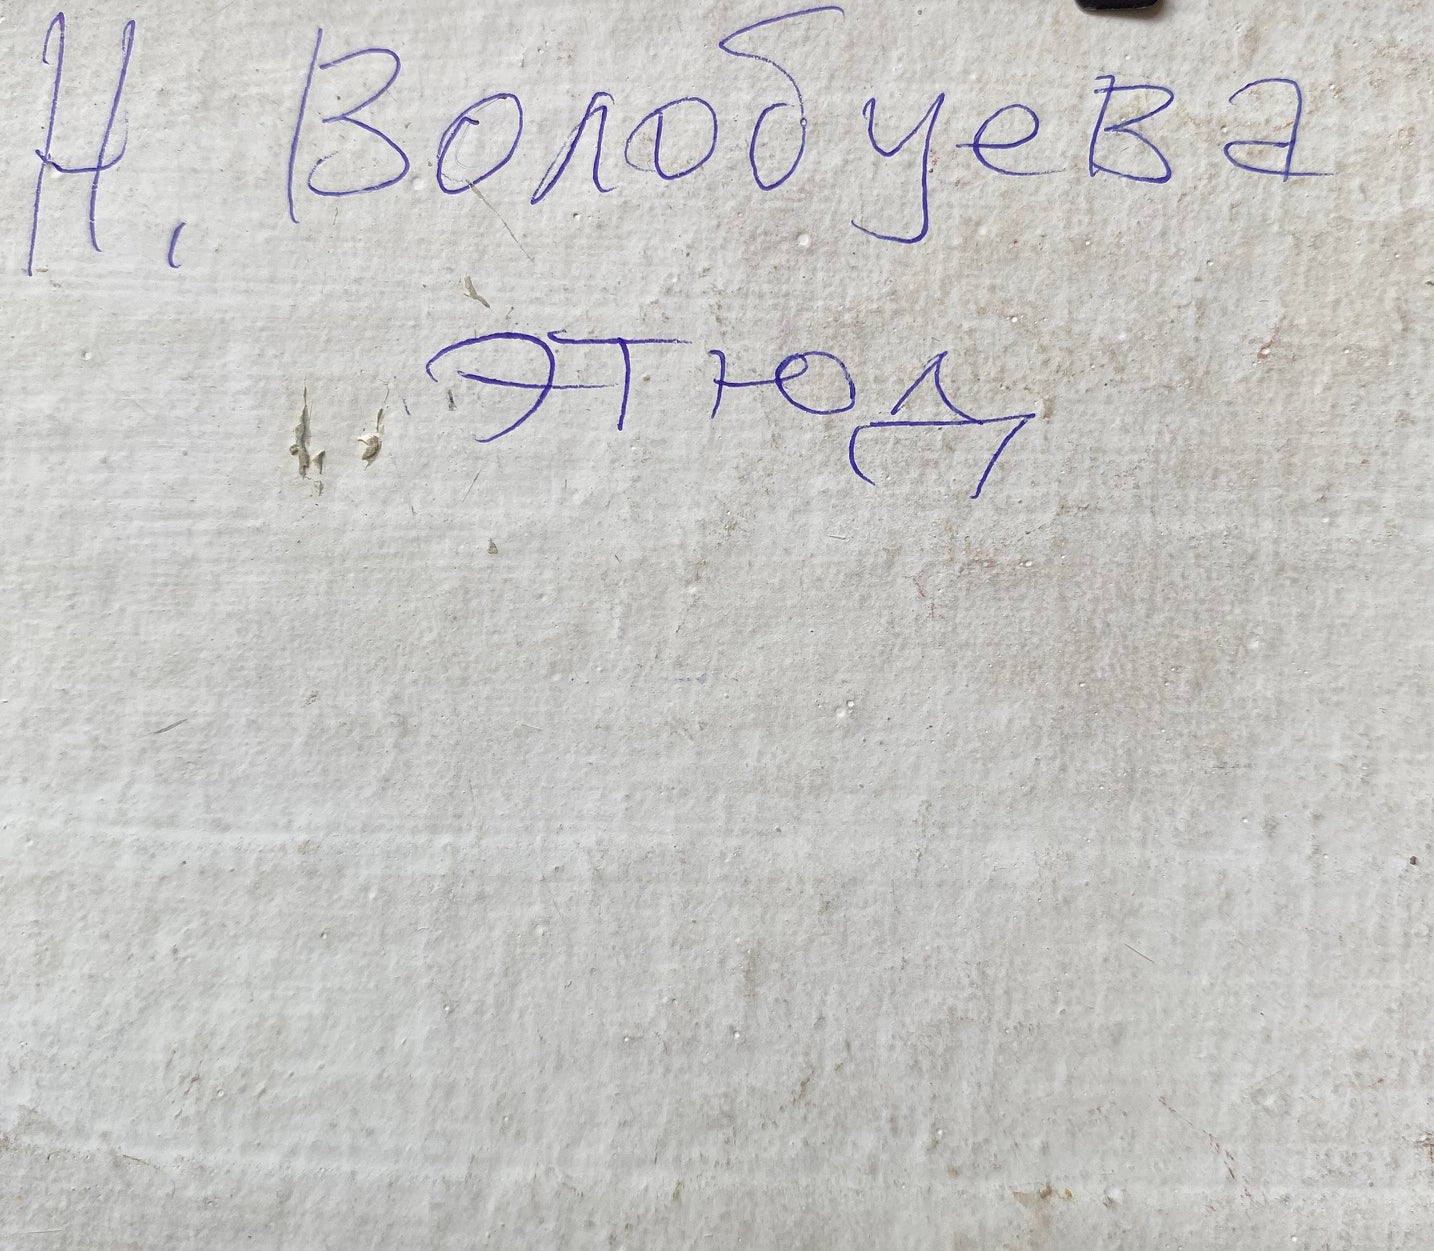 Н. Волобуева
этюд